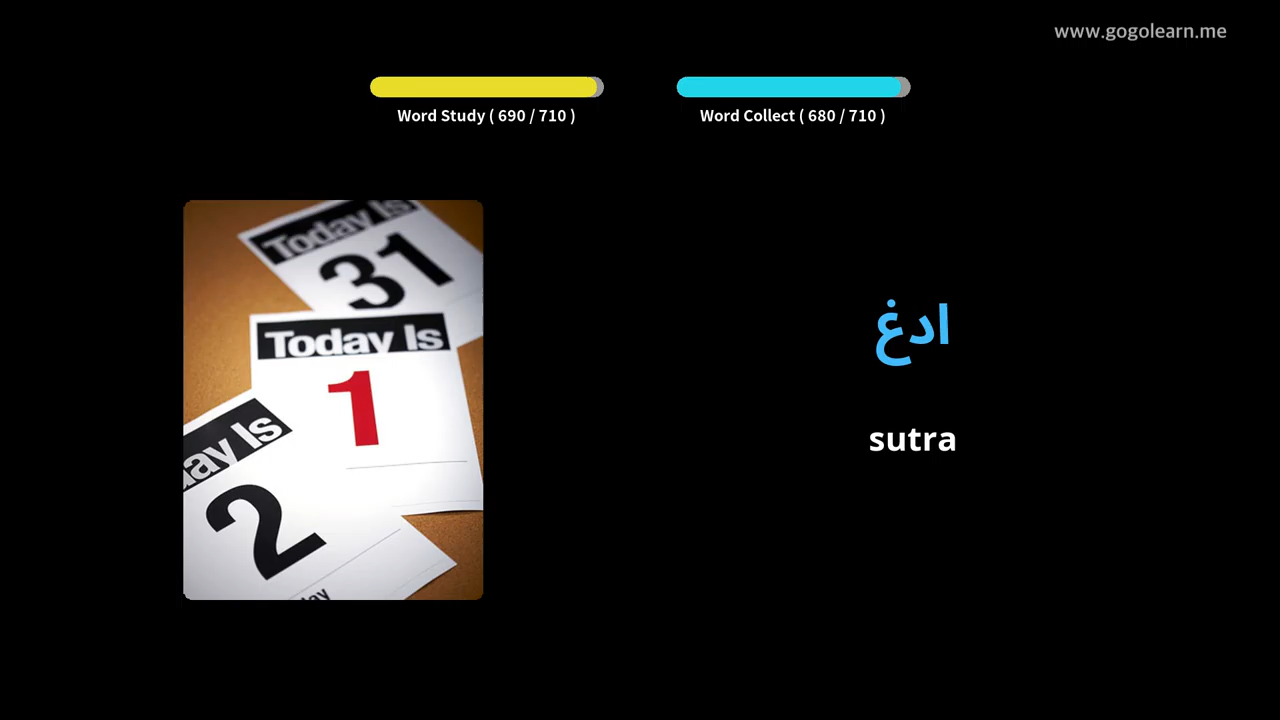 www.gogolearn.me
Word Study ( 690 / 710 )
Word Collect ( 680 / 710 )
Today Is
31
Today Is
1
ay Is
2
ادغ
sutra